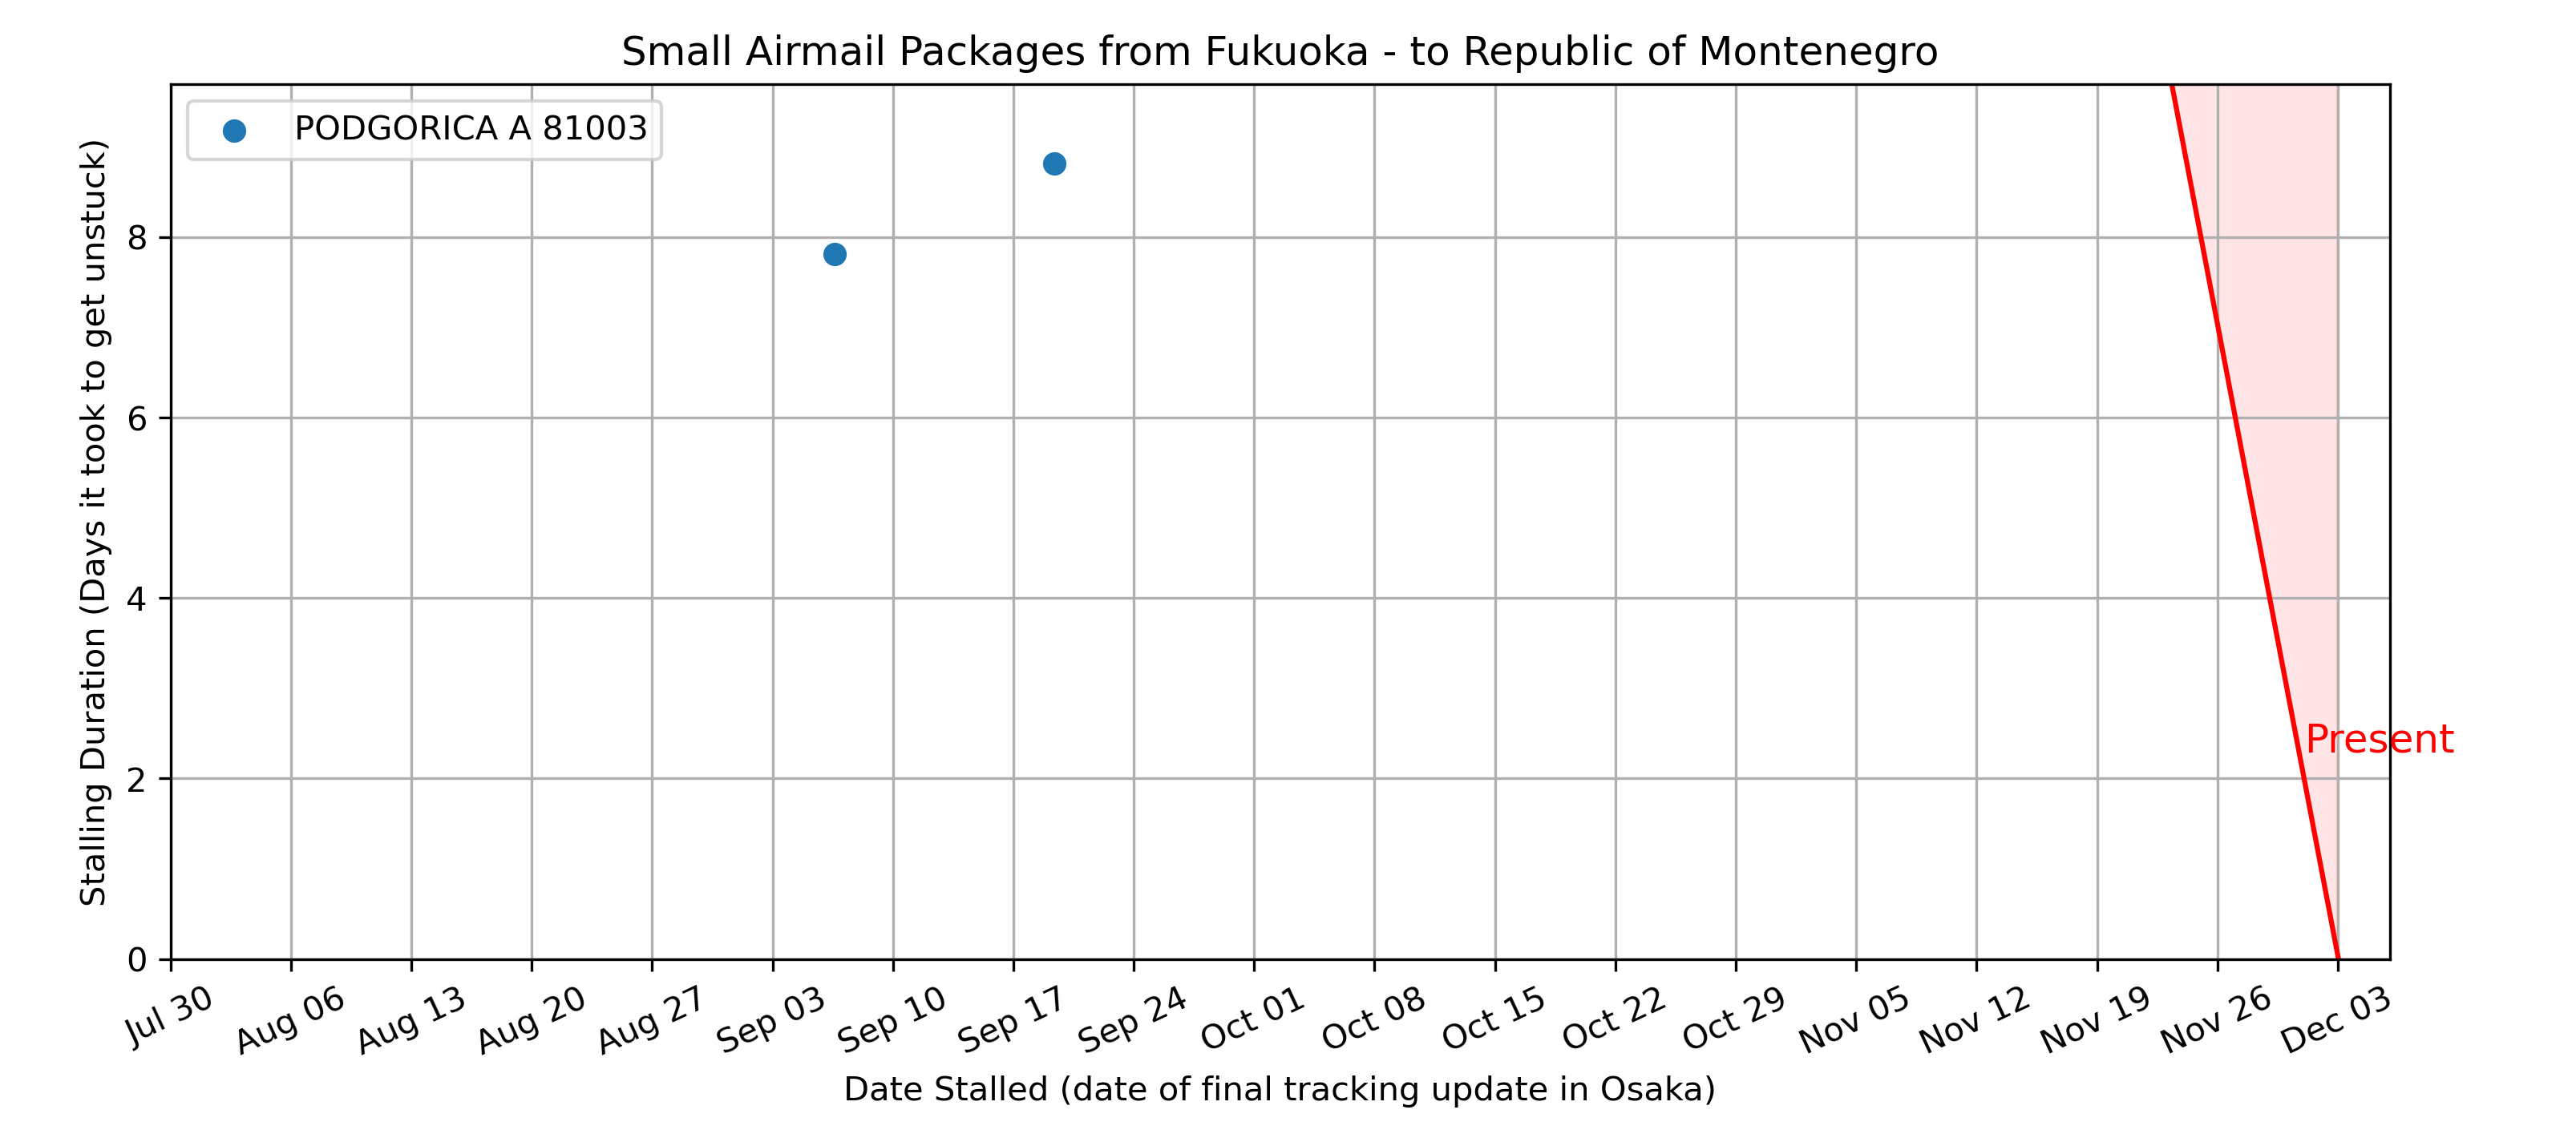 Small Airmail Packages from Fukuoka - to Republic of Montenegro
PODGORICA A 81003
Stalling Duration (Days it took to get unstuck)
8
6
4
2
0
Present
Jul 30
Aug 06
Aug 13
Aug 20
Aug 27
Sep 03
Sep 10
Sep 17
Sep 24
Oct 01
Oct 08
Oct 15
Oct 22
Oct 29
Nov 05
Nov 12
Nov 19
Nov 26
Dec 03
Date Stalled (date of final tracking update in Osaka)